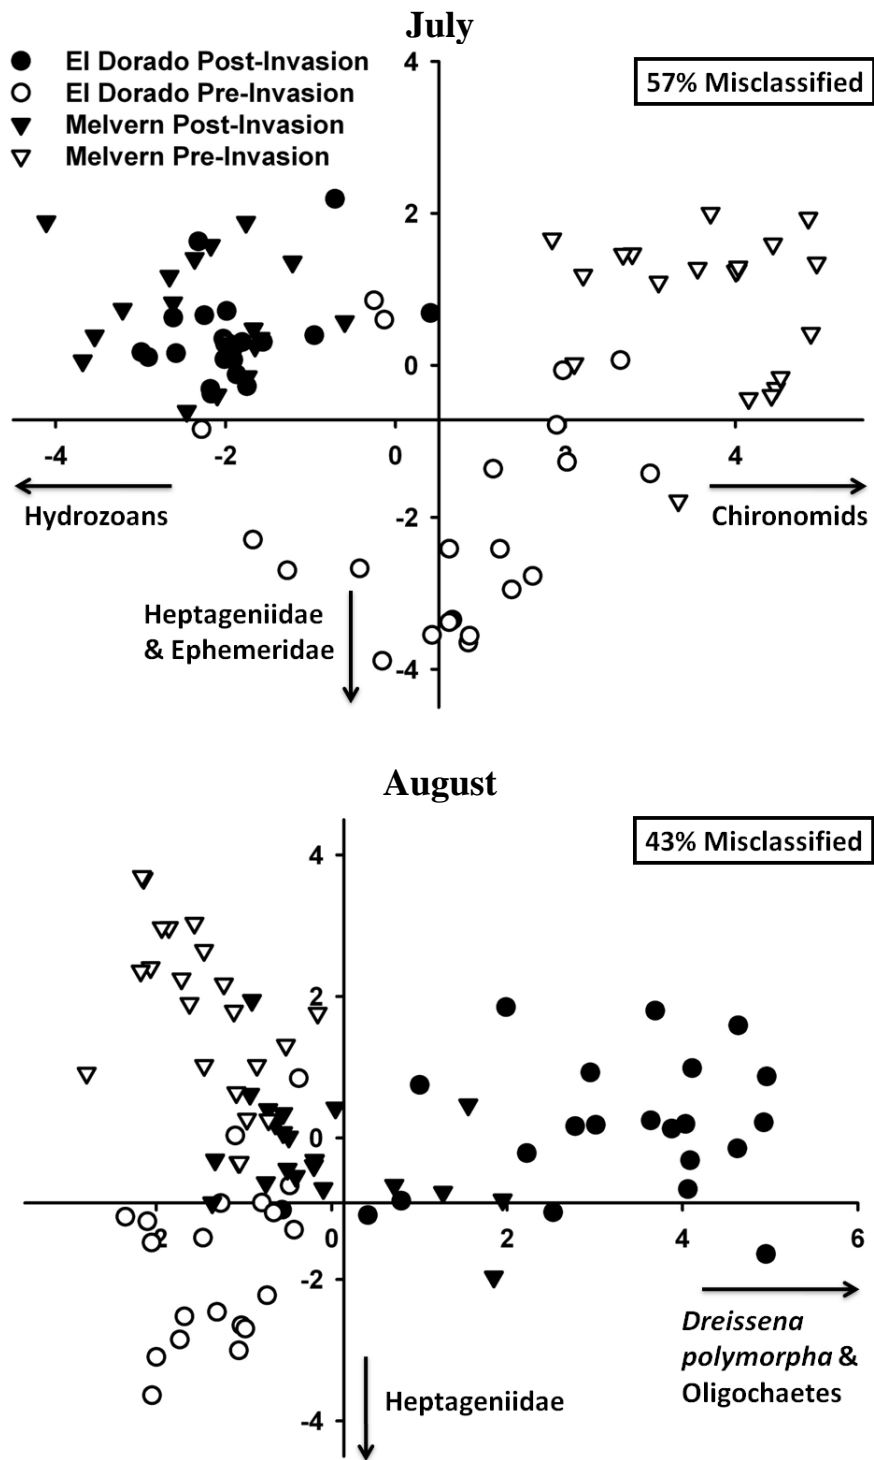 July
El Dorado Post-Invasion
El Dorado Pre-Invasion
Melvern Post-Invasion
Melvern Pre-Invasion
57% Misclassified
4
2
0
-2
-4
-4
-2
0
2
4
Hydrozoans
Chironomids
Heptageniidae
& Ephemeridae
August
43% Misclassified
4
2
0
-2
-4
-2
0
2
4
6
Dreissena
polymorpha &
Oligochaetes
Heptageniidae